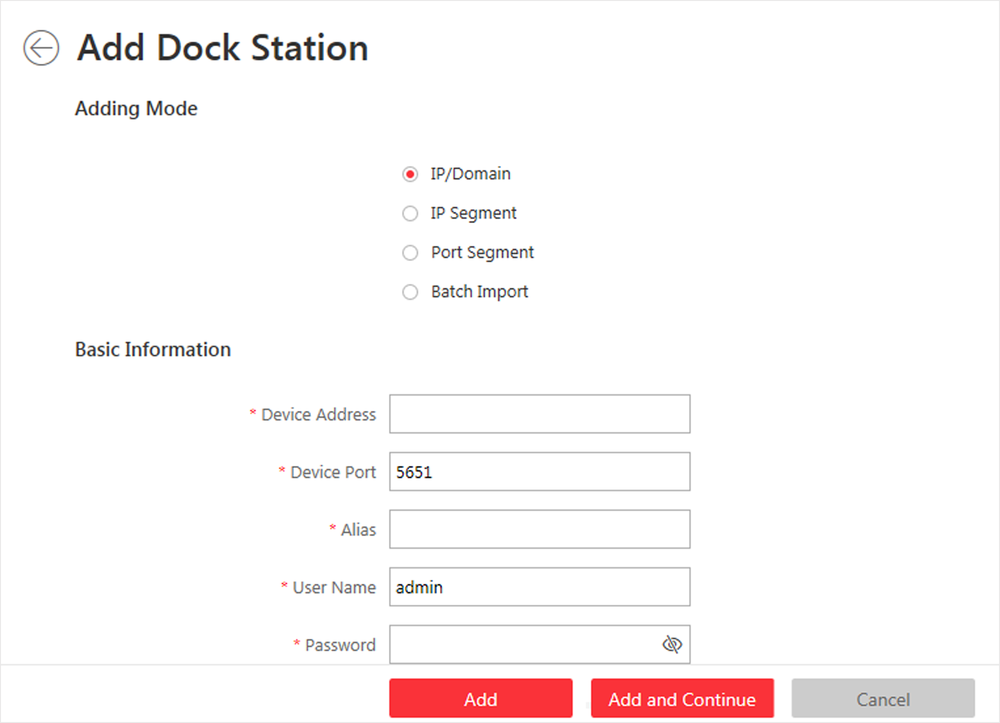 Add Dock Station
Adding Mode
IP/Domain
IP Segment
Port Segment
Batch Import
Basic Information
* Device Address
* Device Port 5651
* Alias
* User Name admin
* Password
Add Add and Continue Cancel